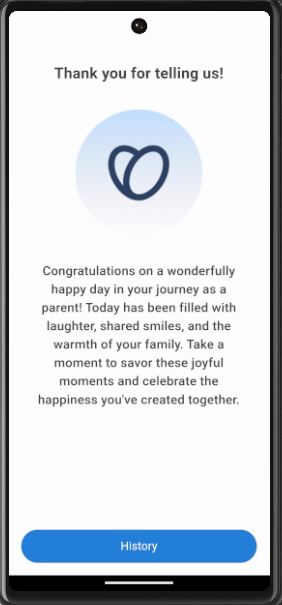 Thank you for telling us!
Congratulations on a wonderfully
happy day in your journey as a
parent! Today has been filled with
laughter, shared smiles, and the
warmth of your family. Take a
moment to savor these joyful
moments and celebrate the
happiness you've created together.
History